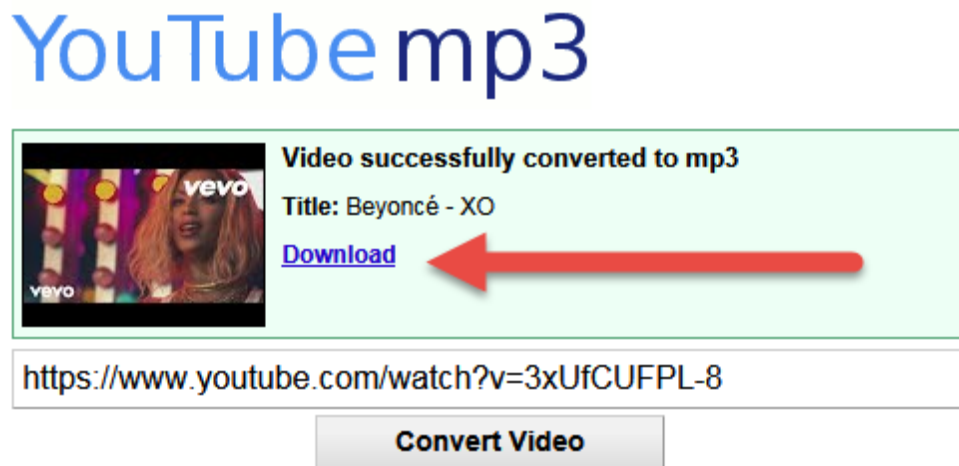 YouTube mp3
vevo
vevo
Video successfully converted to mp3
Title: Beyoncé - XO
Download
https://www.youtube.com/watch?v=3xUfCUFPL-8
Convert Video